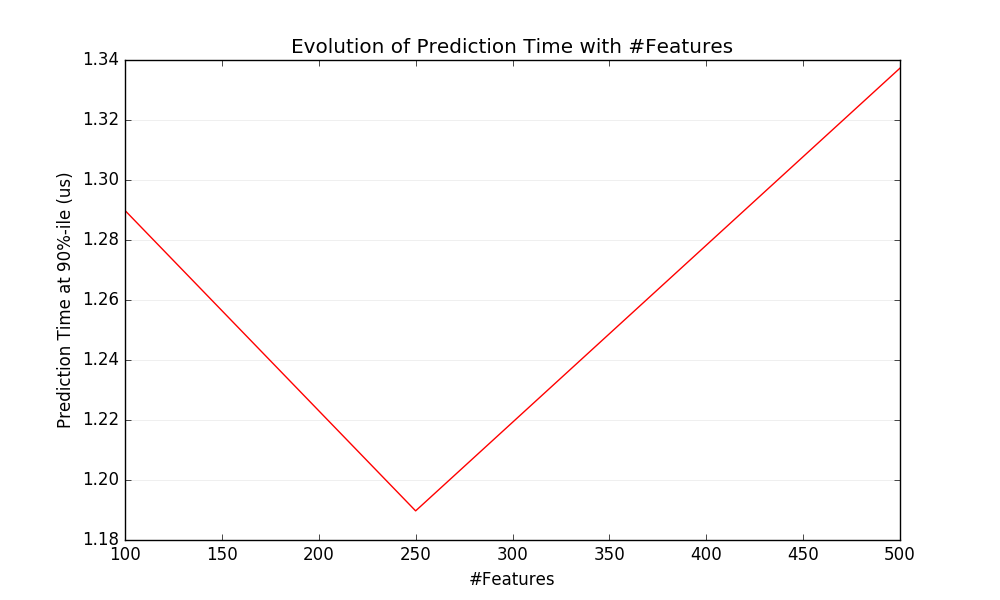 Evolution of Prediction Time with #Features
Prediction Time at 90%-ile (us)
1.34
1.32
1.30
1.28
1.26
1.24
1.22
1.20
1.18
100 150 200 250 300 350 400 450 500
#Features